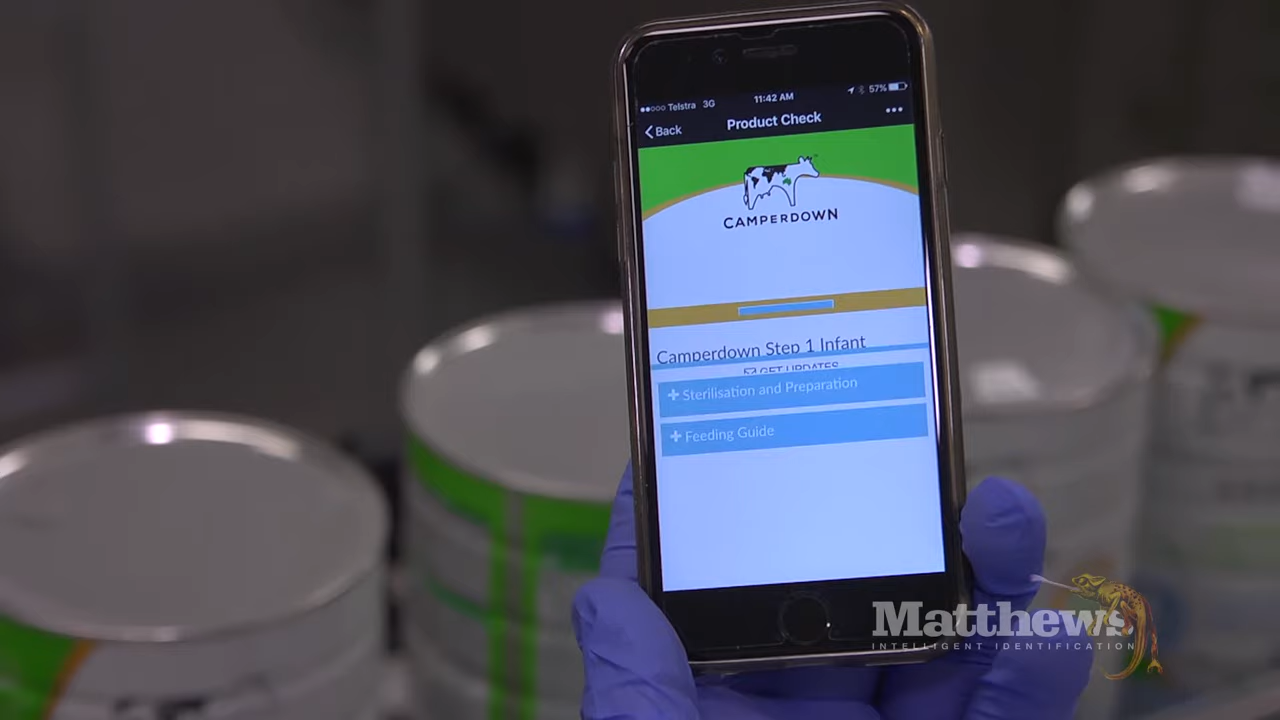 Telstra 3G 11:42 AM 57%
Back Product Check
CAMPERDOWN
Camperdown Step 1 Infant
GET UPDATES
Sterilisation and Preparation
Feeding Guide
Matthews
INTELLIGENT IDENTIFICATION